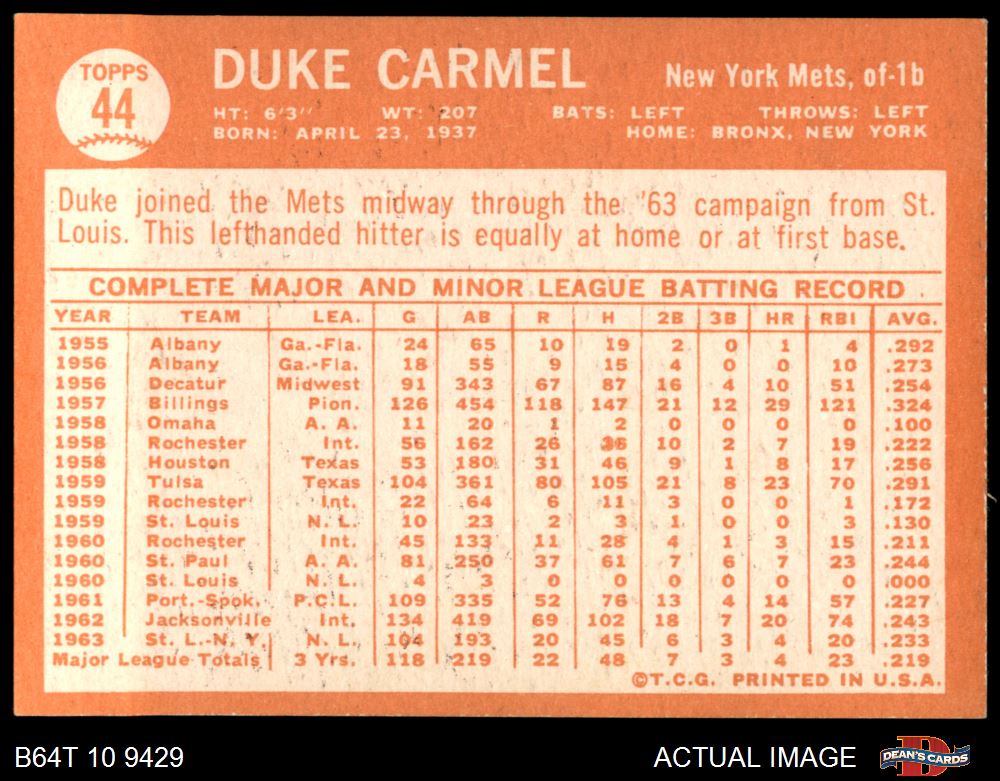 TOPPS
44
DUKE CARMEL
New York Mets, of-1b
HT: 6'3" WT: 207 BATS: LEFT THROWS: LEFT
BORN: APRIL 23, 1937 HOME: BRONX, NEW YORK
Duke joined the Mets midway through the '63 campaign from St.
Louis. This lefthanded hitter is equally at home or at first base.
COMPLETE MAJOR AND MINOR LEAGUE BATTING RECORD
YEAR TEAM LEA. G AB R H 2B 3B HR RBI AVG.
1955 Albany Ga.-Fla. 24 65 10 19 2 0 1 4 .292
1956 Albany Ga.-Fla. 18 55 9 15 4 0 0 10 .273
1956 Decatur Midwest 91 343 67 87 16 4 10 51 .254
1957 Billings Pion. 126 454 118 147 21 12 29 121 .324
1958 Omaha A. A. 11 20 1 2 0 0 0 0 .100
1958 Rochester Int. 56 162 26 36 10 2 7 19 .222
1958 Houston Texas 53 180 31 46 9 1 8 17 .256
1959 Tulsa Texas 104 361 80 105 21 8 23 70 .291
1959 Rochester Int. 22 64 6 11 3 0 0 1 .172
1959 St. Louis N. L. 10 23 2 3 1 0 0 3 .130
1960 Rochester Int. 45 133 11 28 4 1 3 15 .211
1960 St. Paul A. A. 81 250 37 61 7 6 7 23 .244
1960 St. Louis N. L. 4 3 0 0 0 0 0 0 .000
1961 Port.-Spok. P.C.L. 109 335 52 76 13 4 14 57 .227
1962 Jacksonville Int. 134 419 69 102 18 7 20 74 .243
1963 St. L.-N. Y. N. L. 104 193 20 45 6 3 4 20 .233
Major League Totals 3 Yrs. 118 219 22 48 7 3 4 23 .219
©T.C.G. PRINTED IN U.S.A.
B64T 10 9429 ACTUAL IMAGE DEAN'S CARDS